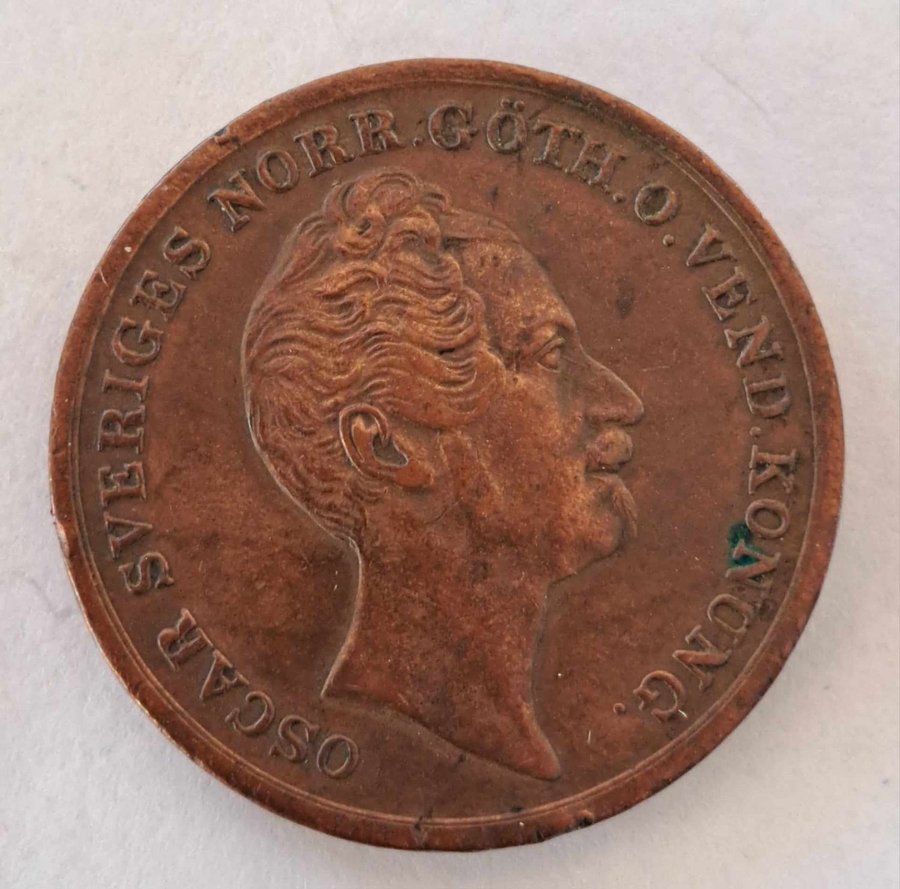 OSCAR SVERIGES NORR. GÖTH. O. VEND. KONUNG.